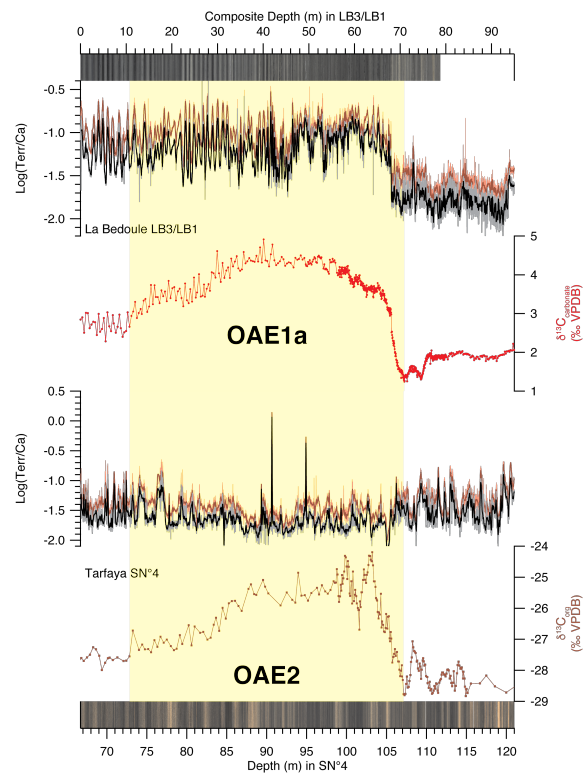 Composite Depth (m) in LB3/LB1
0 10 20 30 40 50 60 70 80 90
-0.5
-1.0
-1.5
-2.0
Log(Terr/Ca)
La Bedoule LB3/LB1
5
4
3
2
1
δ¹³Ccarbonate
(‰ VPDB)
OAE1a
0.5
0.0
-0.5
-1.0
-1.5
-2.0
Log(Terr/Ca)
Tarfaya SN°4
-24
-25
-26
-27
-28
-29
δ¹³Corg
(‰ VPDB)
OAE2
70 75 80 85 90 95 100 105 110 115 120
Depth (m) in SN°4